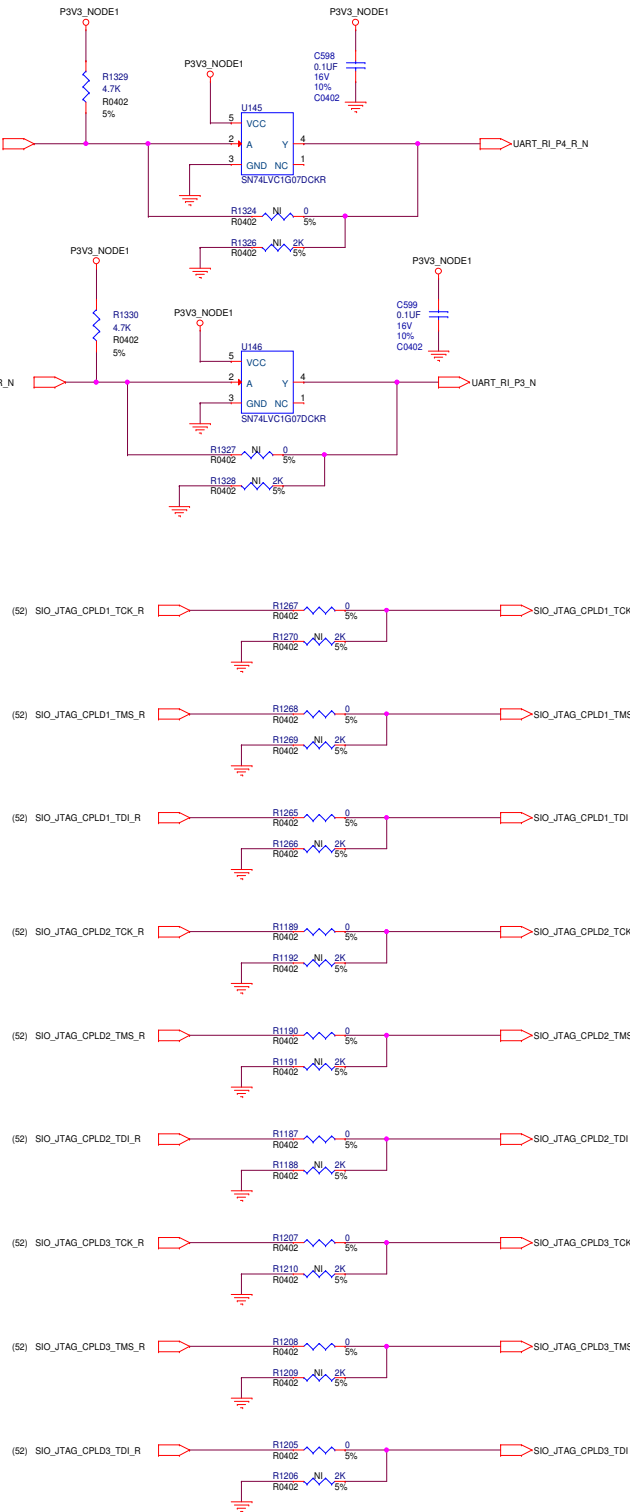 P3V3_NODE1
P3V3_NODE1
R1329
4.7K
R0402
5%
P3V3_NODE1
C598
0.1UF
16V
10%
C0402
U145
5 VCC
2 A Y 4
3 GND NC 1
SN74LVC1G07DCKR
UART_RI_P4_R_N
R1324 NI 0
R0402 5%
R1326 NI 2K
R0402 5%
P3V3_NODE1
P3V3_NODE1
R1330
4.7K
R0402
5%
P3V3_NODE1
C599
0.1UF
16V
10%
C0402
U146
5 VCC
R_N
2 A Y 4
3 GND NC 1
SN74LVC1G07DCKR
UART_RI_P3_N
R1327 NI 0
R0402 5%
R1328 NI 2K
R0402 5%
(52) SIO_JTAG_CPLD1_TCK_R R1267 0 SIO_JTAG_CPLD1_TCK
R0402 5%
R1270 NI 2K
R0402 5%
(52) SIO_JTAG_CPLD1_TMS_R R1268 0 SIO_JTAG_CPLD1_TMS
R0402 5%
R1269 NI 2K
R0402 5%
(52) SIO_JTAG_CPLD1_TDI_R R1265 0 SIO_JTAG_CPLD1_TDI
R0402 5%
R1266 NI 2K
R0402 5%
(52) SIO_JTAG_CPLD2_TCK_R R1189 0 SIO_JTAG_CPLD2_TCK
R0402 5%
R1192 NI 2K
R0402 5%
(52) SIO_JTAG_CPLD2_TMS_R R1190 0 SIO_JTAG_CPLD2_TMS
R0402 5%
R1191 NI 2K
R0402 5%
(52) SIO_JTAG_CPLD2_TDI_R R1187 0 SIO_JTAG_CPLD2_TDI
R0402 5%
R1188 NI 2K
R0402 5%
(52) SIO_JTAG_CPLD3_TCK_R R1207 0 SIO_JTAG_CPLD3_TCK
R0402 5%
R1210 NI 2K
R0402 5%
(52) SIO_JTAG_CPLD3_TMS_R R1208 0 SIO_JTAG_CPLD3_TMS
R0402 5%
R1209 NI 2K
R0402 5%
(52) SIO_JTAG_CPLD3_TDI_R R1205 0 SIO_JTAG_CPLD3_TDI
R0402 5%
R1206 NI 2K
R0402 5%